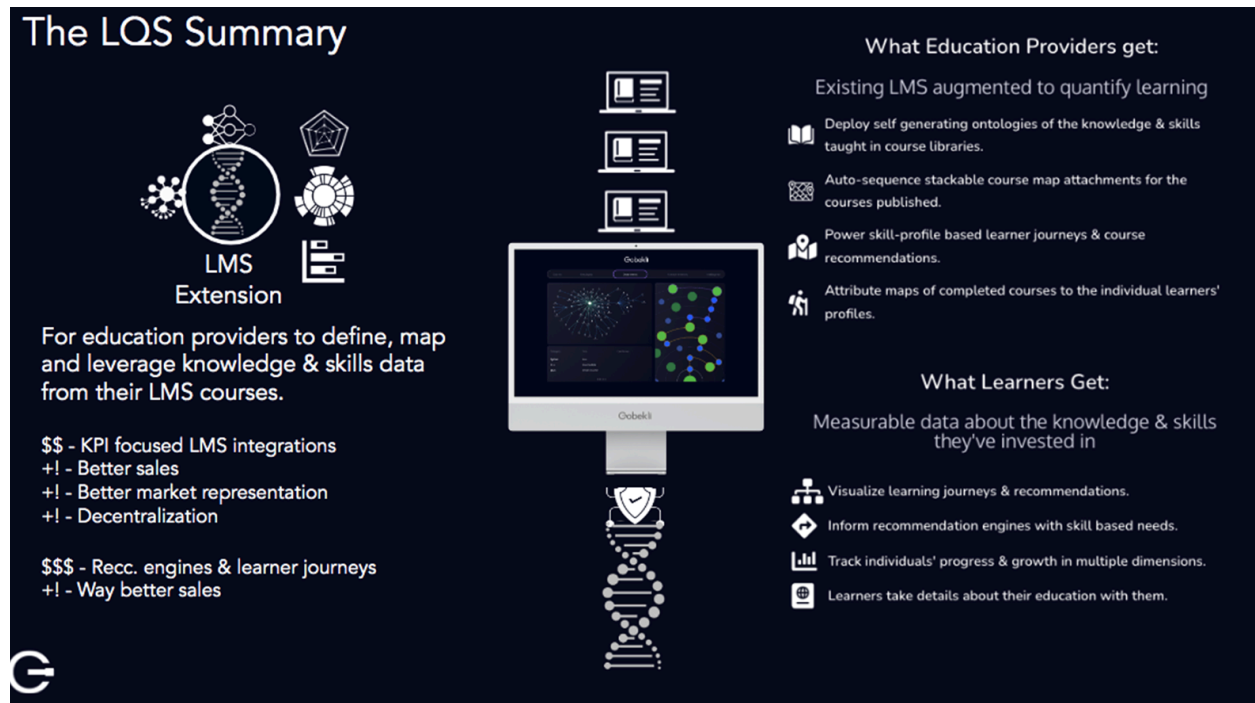 The LQS Summary
LMS
Extension
For education providers to define, map
and leverage knowledge & skills data
from their LMS courses.
$$ - KPI focused LMS integrations
+! - Better sales
+! - Better market representation
+! - Decentralization
$$$ - Recc. engines & learner journeys
+! - Way better sales
Gobekli
Gobekli
What Education Providers get:
Existing LMS augmented to quantify learning
Deploy self generating ontologies of the knowledge & skills
taught in course libraries.
Auto-sequence stackable course map attachments for the
courses published.
Power skill-profile based learner journeys & course
recommendations.
Attribute maps of completed courses to the individual learners'
profiles.
What Learners Get:
Measurable data about the knowledge & skills
they've invested in
Visualize learning journeys & recommendations.
Inform recommendation engines with skill based needs.
Track individuals' progress & growth in multiple dimensions.
Learners take details about their education with them.